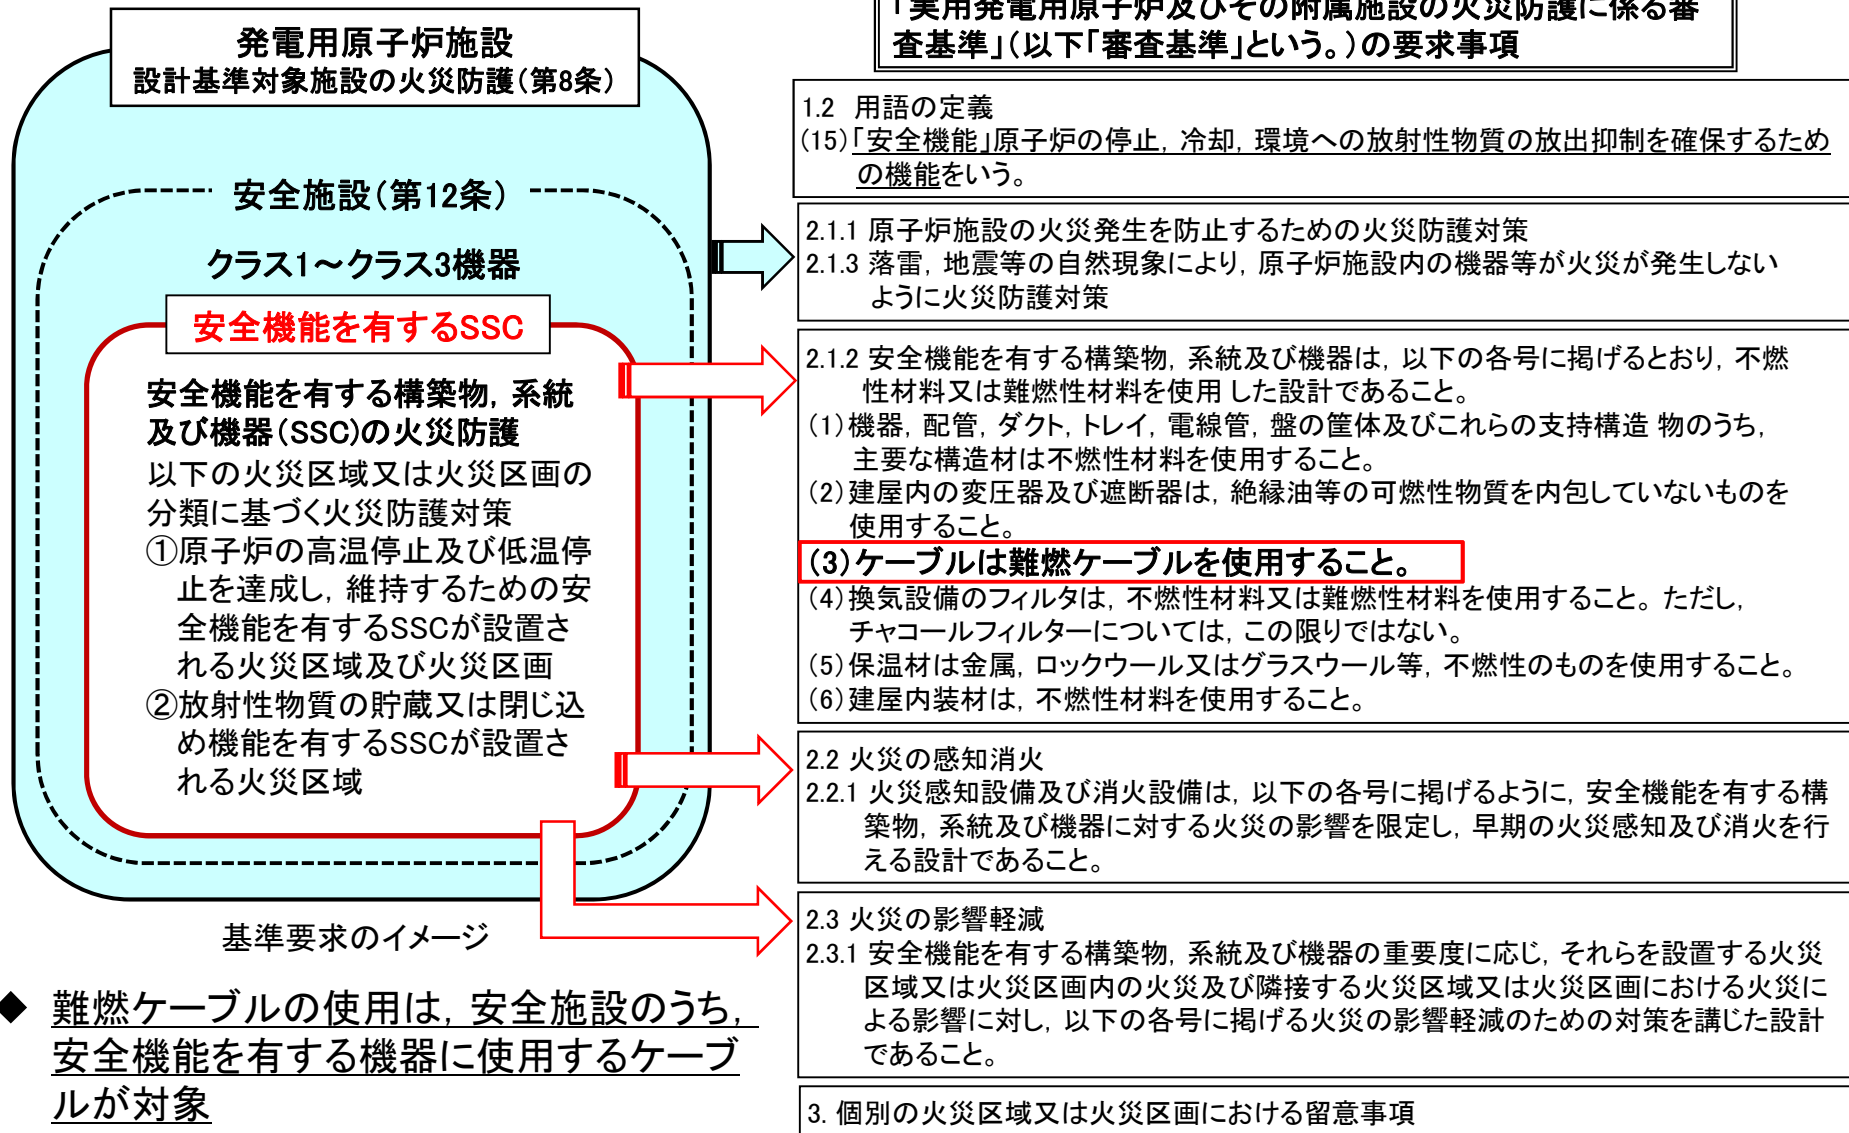 発電用原子炉施設
設計基準対象施設の火災防護（第8条）
安全施設（第12条）
クラス1～クラス3機器
安全機能を有するSSC
安全機能を有する構築物，系統
及び機器（SSC)の火災防護
以下の火災区域又は火災区画の
分類に基づく火災防護対策
①原子炉の高温停止及び低温停
止を達成し，維持するための安
全機能を有するSSCが設置さ
れる火災区域及び火災区画
②放射性物質の貯蔵又は閉じ込
め機能を有するSSCが設置さ
れる火災区域
基準要求のイメージ
◆ 難燃ケーブルの使用は，安全施設のうち，
安全機能を有する機器に使用するケーブ
ルが対象
「実用発電用原子炉及びその附属施設の火災防護に係る審
査基準」（以下「審査基準」という。）の要求事項
1.2 用語の定義
(15)「安全機能」原子炉の停止，冷却，環境への放射性物質の放出抑制を確保するため
の機能をいう。
2.1.1 原子炉施設の火災発生を防止するための火災防護対策
2.1.3 落雷，地震等の自然現象により，原子炉施設内の機器等が火災が発生しない
ように火災防護対策
2.1.2 安全機能を有する構築物，系統及び機器は，以下の各号に掲げるとおり，不燃
性材料又は難燃性材料を使用 した設計であること。
(1)機器，配管，ダクト，トレイ，電線管，盤の筐体及びこれらの支持構造 物のうち，
主要な構造材は不燃性材料を使用すること。
(2)建屋内の変圧器及び遮断器は，絶縁油等の可燃性物質を内包していないものを
使用すること。
(3)ケーブルは難燃ケーブルを使用すること。
(4)換気設備のフィルタは，不燃性材料又は難燃性材料を使用すること。ただし，
チャコールフィルターについては，この限りではない。
(5)保温材は金属，ロックウール又はグラスウール等，不燃性のものを使用すること。
(6)建屋内装材は，不燃性材料を使用すること。
2.2 火災の感知消火
2.2.1 火災感知設備及び消火設備は，以下の各号に掲げるように，安全機能を有する構
築物，系統及び機器に対する火災の影響を限定し，早期の火災感知及び消火を行
える設計であること。
2.3 火災の影響軽減
2.3.1 安全機能を有する構築物，系統及び機器の重要度に応じ，それらを設置する火災
区域又は火災区画内の火災及び隣接する火災区域又は火災区画における火災に
よる影響に対し，以下の各号に掲げる火災の影響軽減のための対策を講じた設計
であること。
3. 個別の火災区域又は火災区画における留意事項